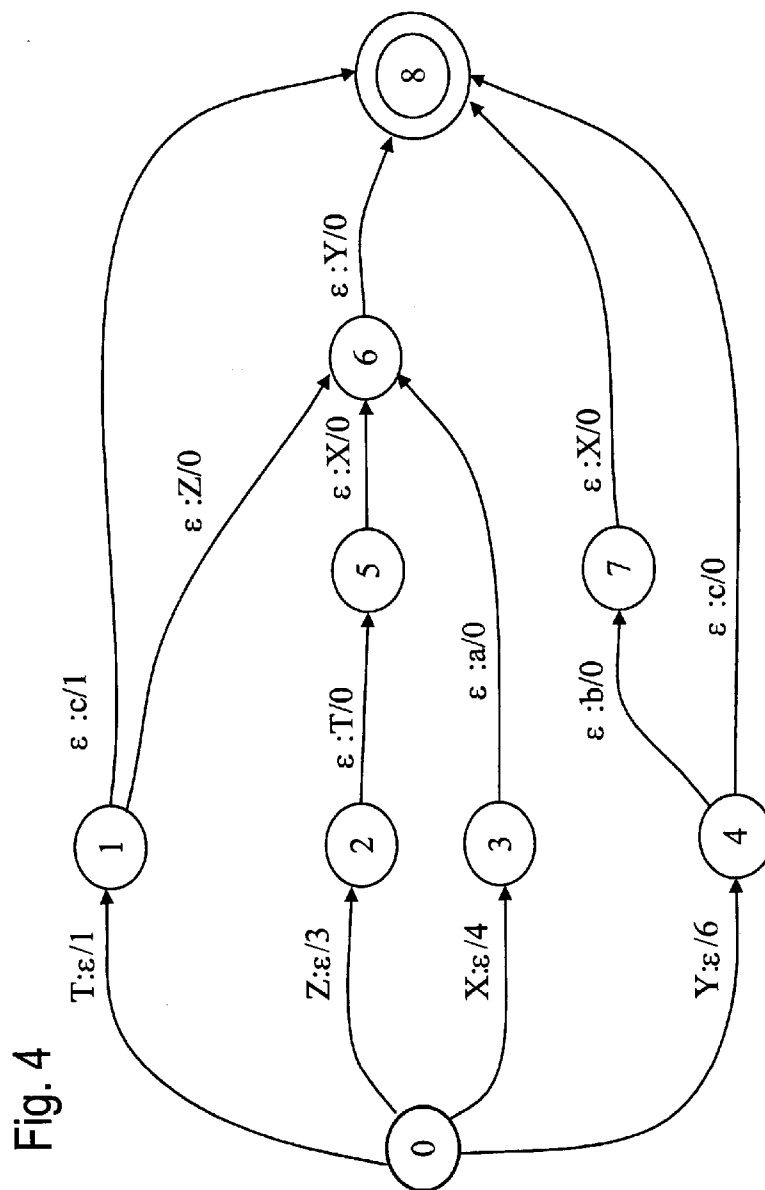 Fig. 4
T:ε/1
1
ε :c/1
ε :Z/0
Z:ε/3
2
ε :T/0
5
ε :X/0
6
ε :Y/0
8
0
X:ε/4
3
ε :a/0
Y:ε/6
4
ε :b/0
7
ε :X/0
ε :c/0